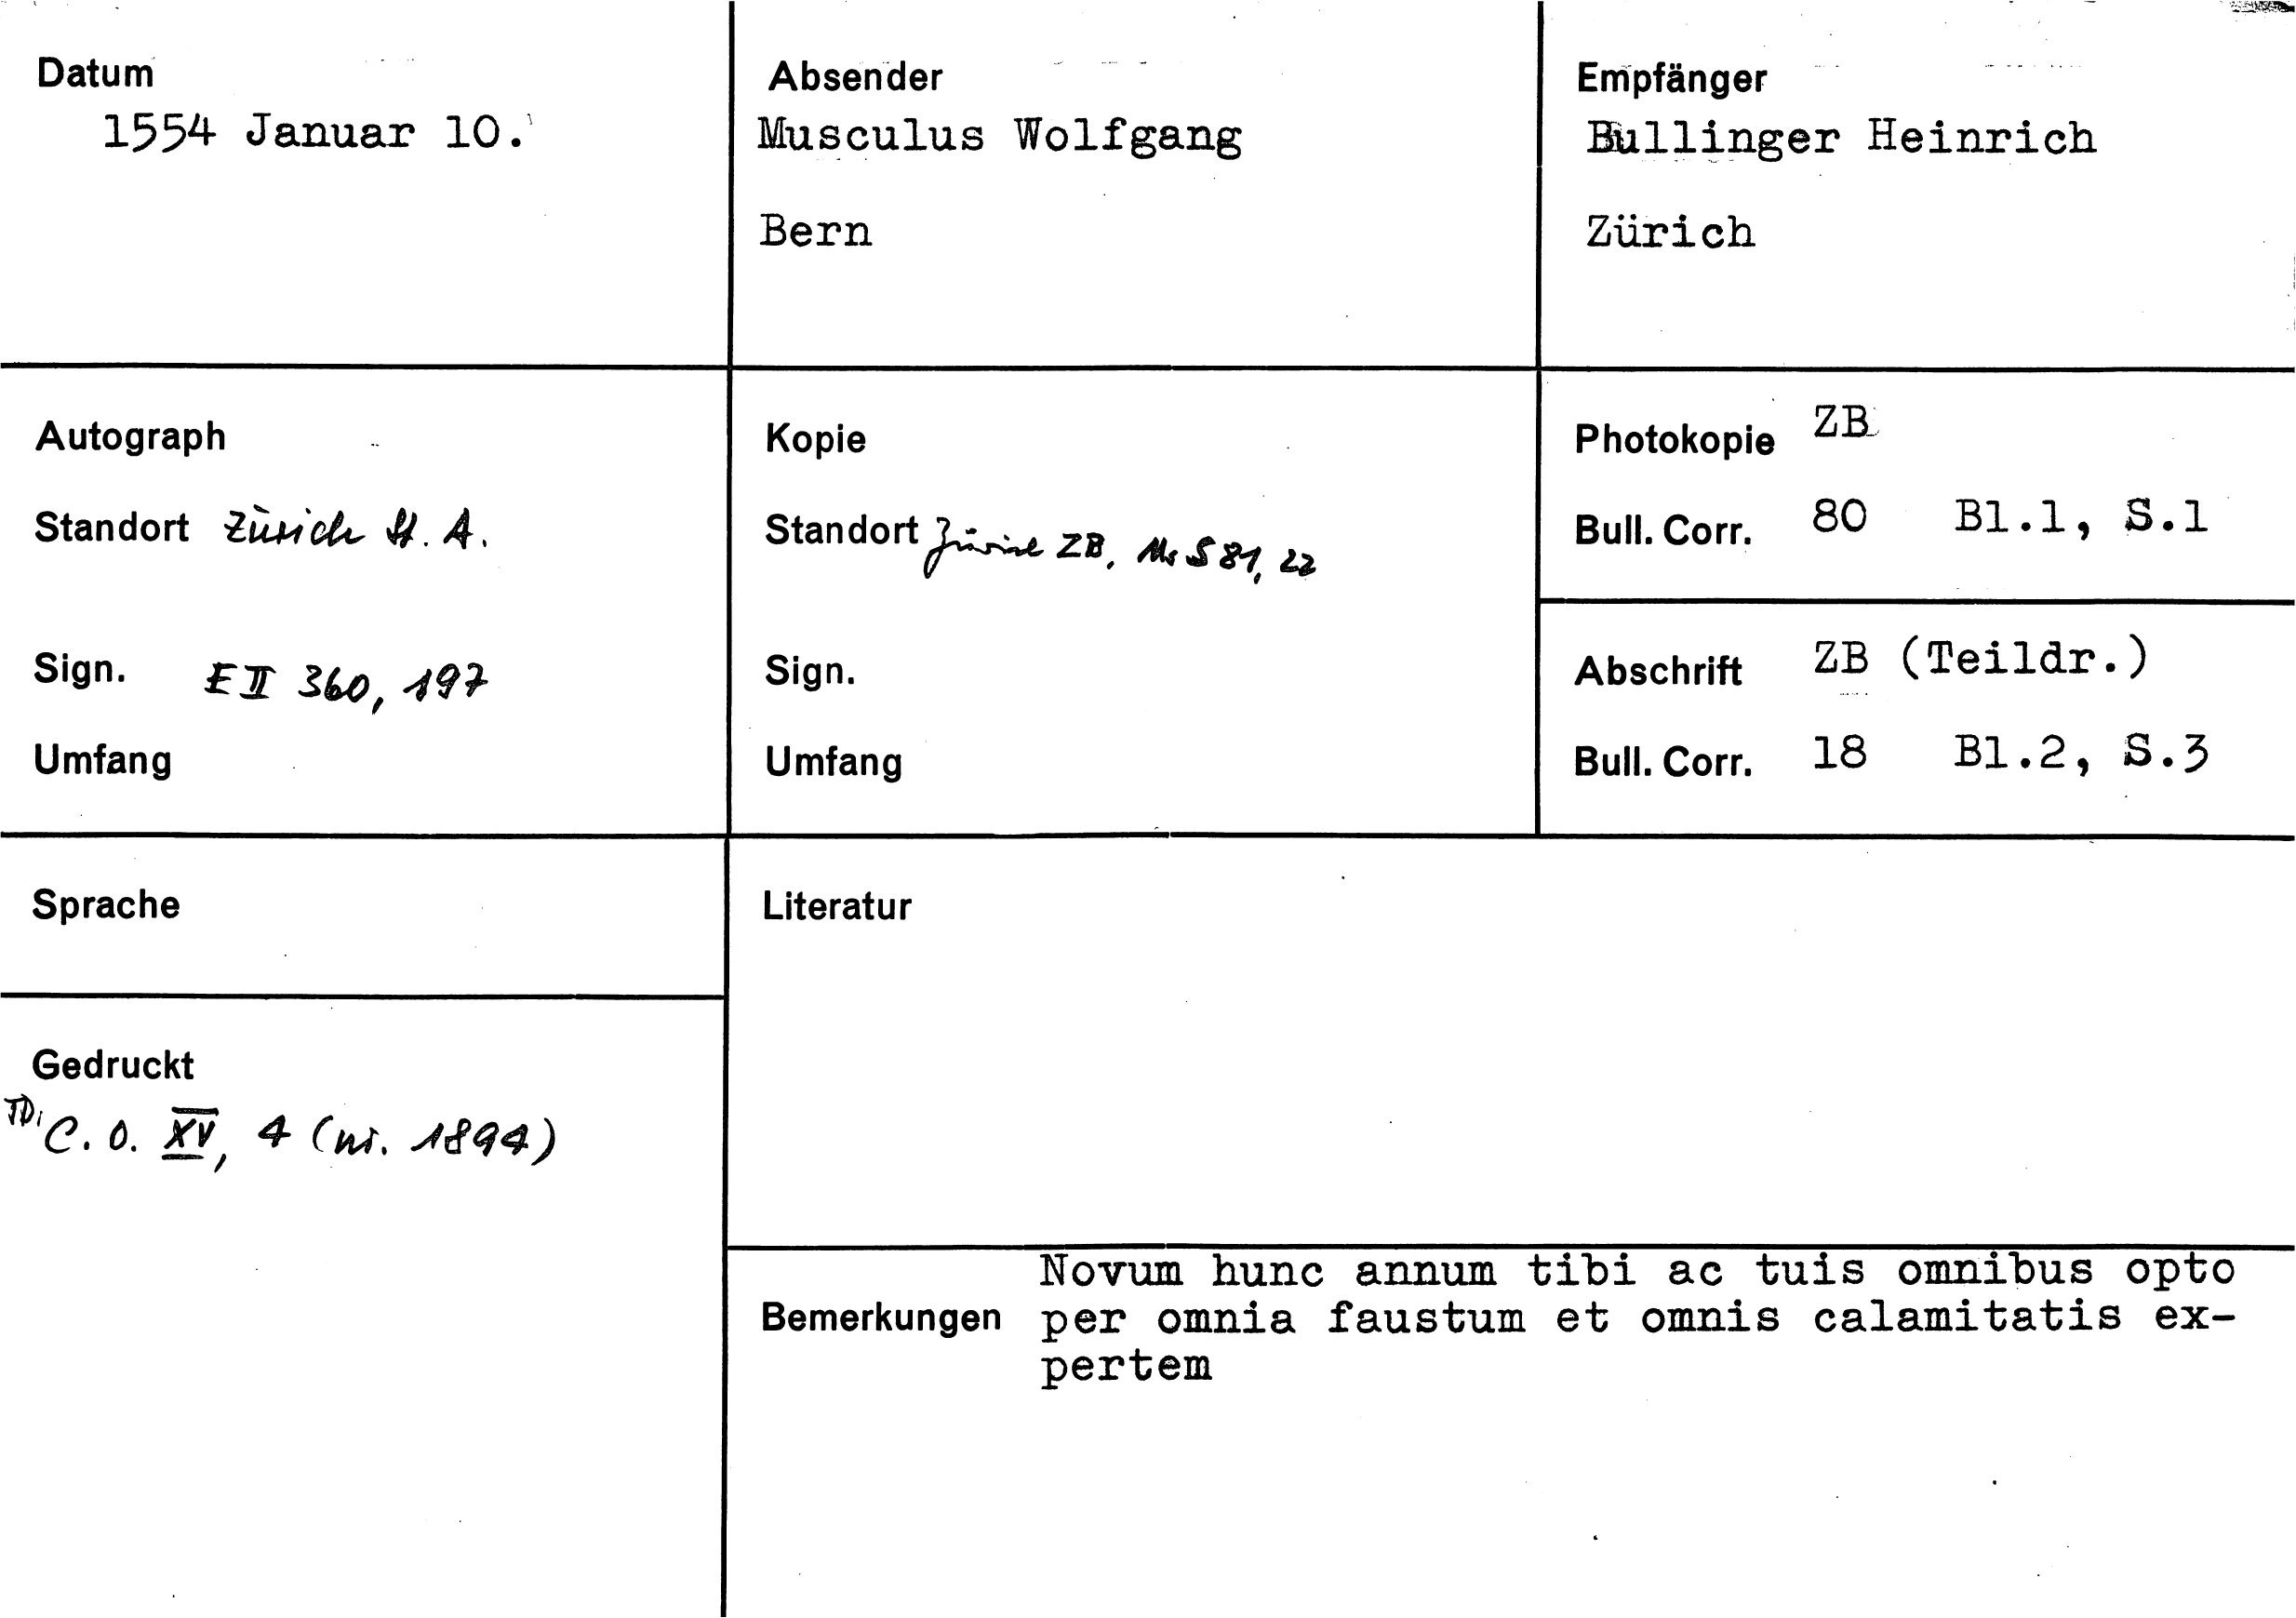 Datum
1554 Januar 10.
Absender
Musculus Wolfgang
Bern
Empfänger
Bullinger Heinrich
Zürich
Autograph
Standort Zürich St. A.
Sign. E II 360, 197
Umfang
Kopie
Standort Zürich ZB, Ms S 81, 22
Sign.
Umfang
Photokopie ZB
Bull. Corr. 80 Bl.1, S.1
Abschrift ZB (Teildr.)
Bull. Corr. 18 Bl.2, S.3
Sprache
Gedruckt
TD: C. O. XV, 4 (nr. 1894)
Literatur
Bemerkungen
Novum hunc annum tibi ac tuis omnibus opto
per omnia faustum et omnis calamitatis ex-
pertem